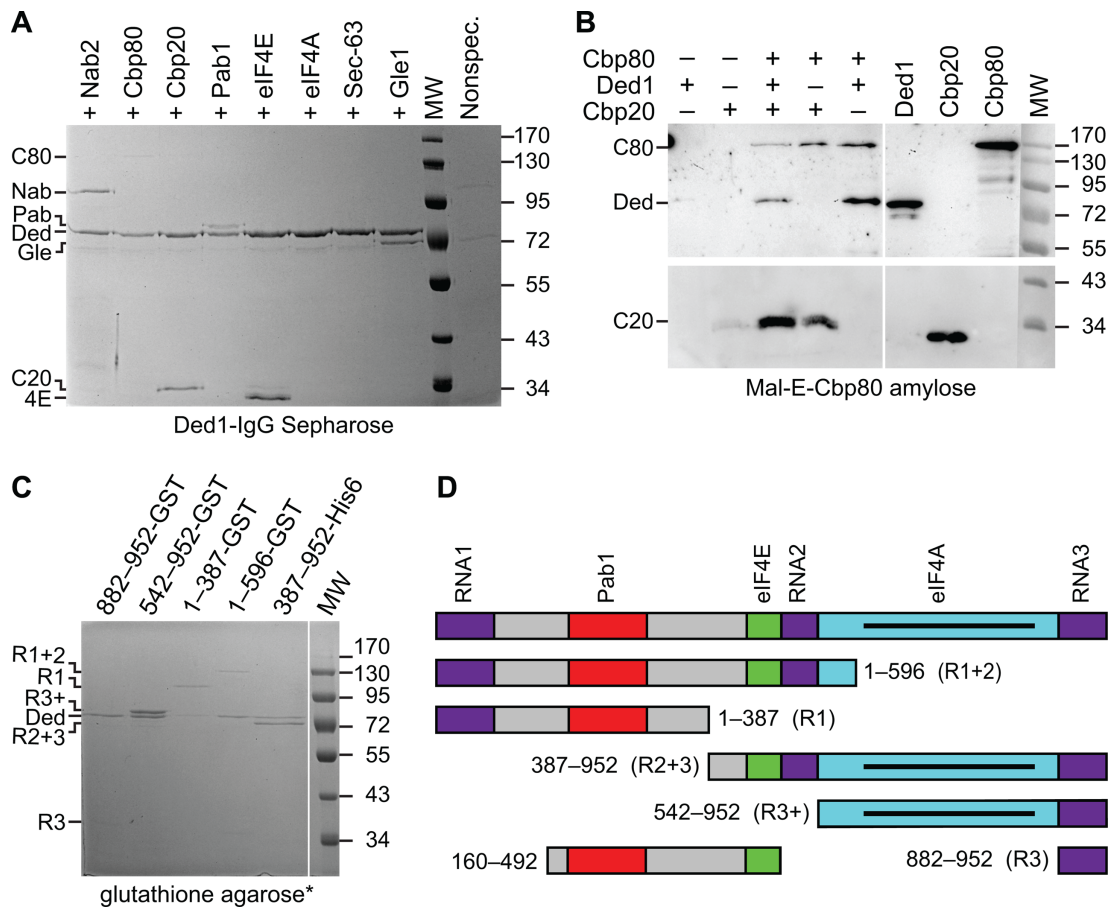 A
+ Nab2
+ Cbp80
+ Cbp20
+ Pab1
+ eIF4E
+ eIF4A
+ Sec-63
+ Gle1
MW
Nonspec.
C80
Nab
Pab
Ded
Gle
C20
4E
170
130
95
72
55
43
34
Ded1-IgG Sepharose
B
Cbp80 – – + + +
Ded1 + – + – +
Cbp20 – + + + –
Ded1
Cbp20
Cbp80
MW
C80
Ded
C20
170
130
95
72
55
43
34
Mal-E-Cbp80 amylose
C
882–952-GST
542–952-GST
1–387-GST
1–596-GST
387–952-His6
MW
R1+2
R1
R3+
Ded
R2+3
R3
170
130
95
72
55
43
34
glutathione agarose*
D
RNA1
Pab1
eIF4E
RNA2
eIF4A
RNA3
1–596 (R1+2)
1–387 (R1)
387–952 (R2+3)
542–952 (R3+)
160–492
882–952 (R3)